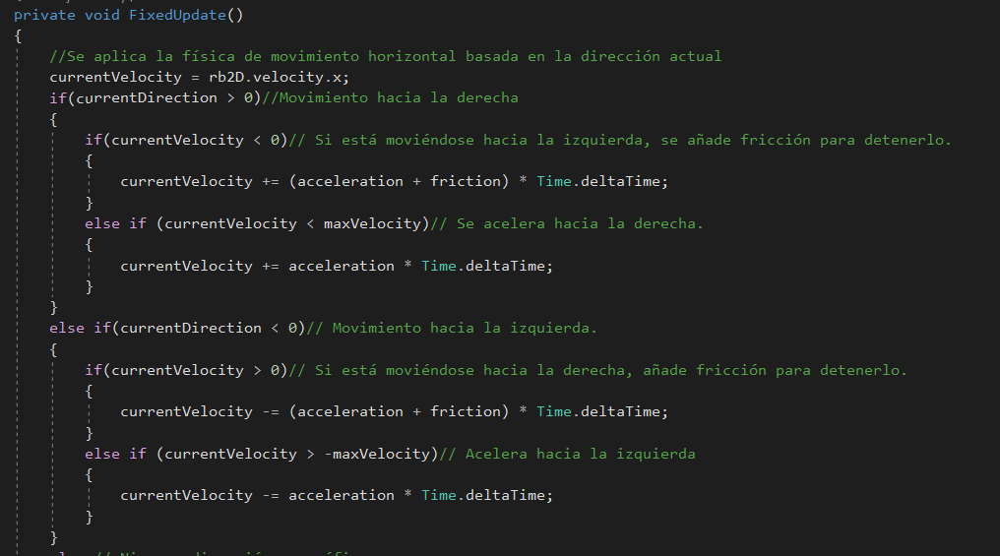 private void FixedUpdate()
{
//Se aplica la física de movimiento horizontal basada en la dirección actual
currentVelocity = rb2D.velocity.x;
if(currentDirection > 0)//Movimiento hacia la derecha
{
if(currentVelocity < 0)// Si está moviéndose hacia la izquierda, se añade fricción para detenerlo.
{
currentVelocity += (acceleration + friction) * Time.deltaTime;
}
else if (currentVelocity < maxVelocity)// Se acelera hacia la derecha.
{
currentVelocity += acceleration * Time.deltaTime;
}
}
else if(currentDirection < 0)// Movimiento hacia la izquierda.
{
if(currentVelocity > 0)// Si está moviéndose hacia la derecha, añade fricción para detenerlo.
{
currentVelocity -= (acceleration + friction) * Time.deltaTime;
}
else if (currentVelocity > -maxVelocity)// Acelera hacia la izquierda
{
currentVelocity -= acceleration * Time.deltaTime;
}
}